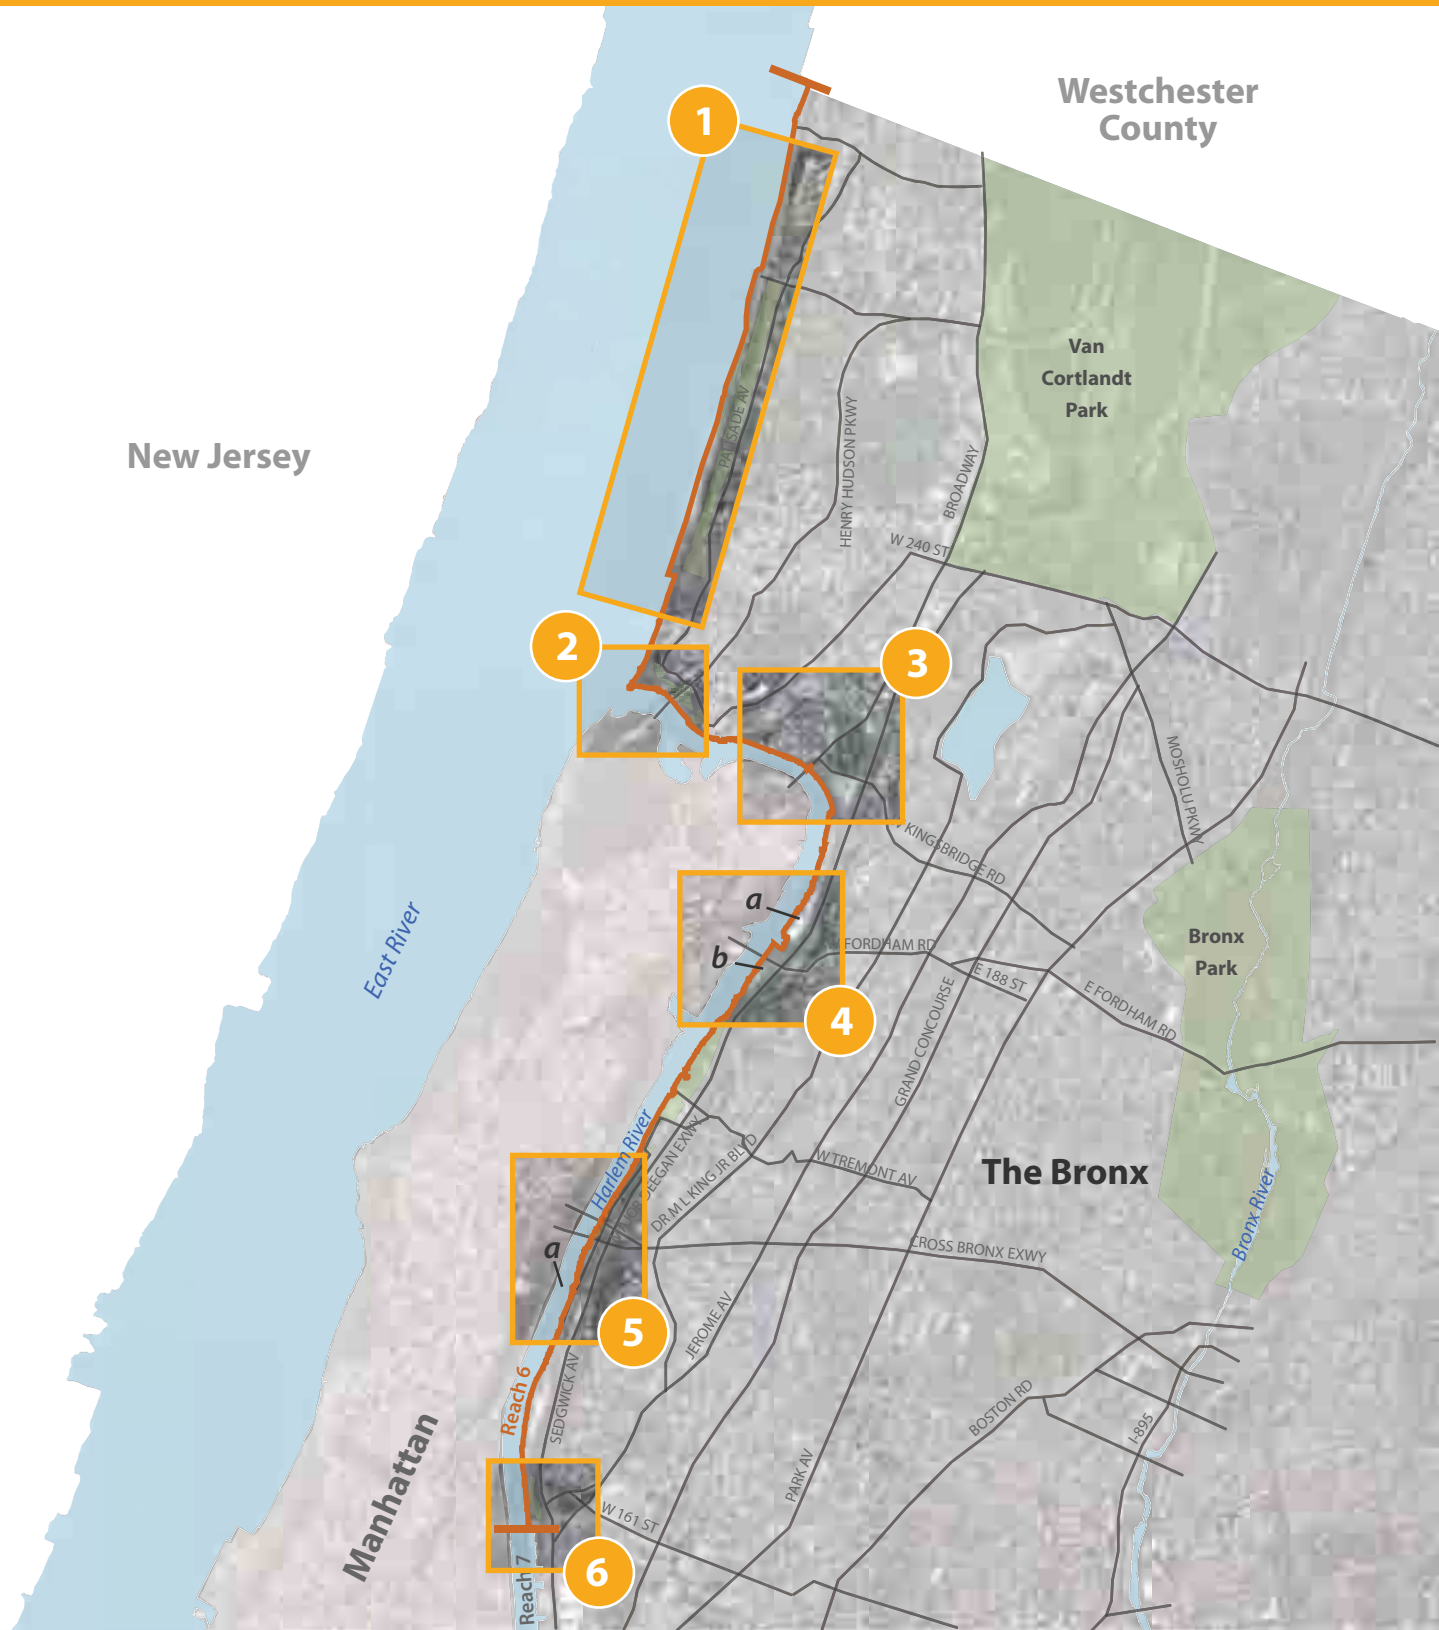 Westchester
County
1
Van
Cortlandt
Park
New Jersey
PALISADE AV
HENRY HUDSON PKWY
BROADWAY
W 240 ST
2
3
MOSHOLU PKWY
W KINGSBRIDGE RD
a
b
W FORDHAM RD
E 188 ST
E FORDHAM RD
Bronx
Park
East River
4
GRAND CONCOURSE
Harlem River
MAJOR DEEGAN EXWY
DR M L KING JR BLVD
W TREMONT AV
The Bronx
Bronx River
CROSS BRONX EXWY
a
5
JEROME AV
Reach 6
SEDGWICK AV
BOSTON RD
I-895
Manhattan
PARK AV
W 161 ST
6
Reach 7